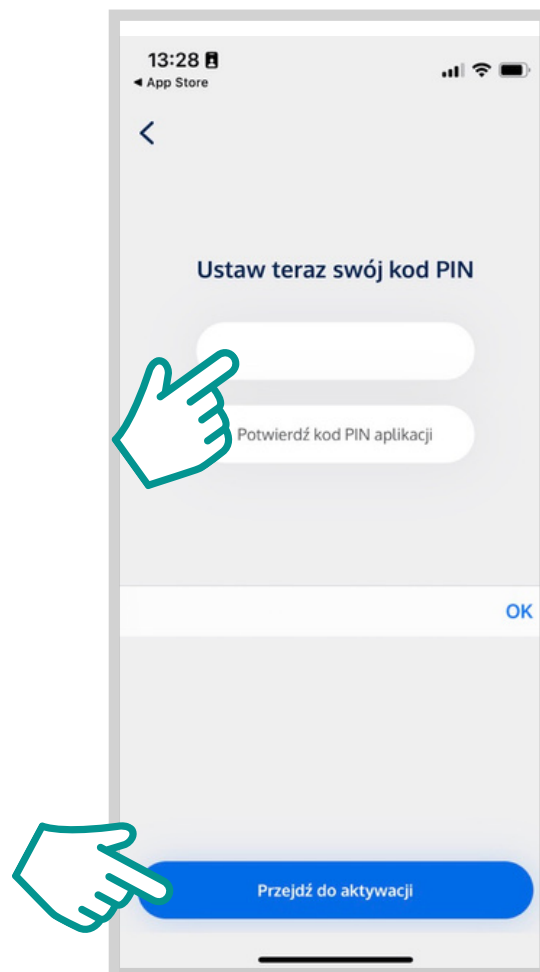 13:28
◀ App Store
Ustaw teraz swój kod PIN
Potwierdź kod PIN aplikacji
OK
Przejdź do aktywacji